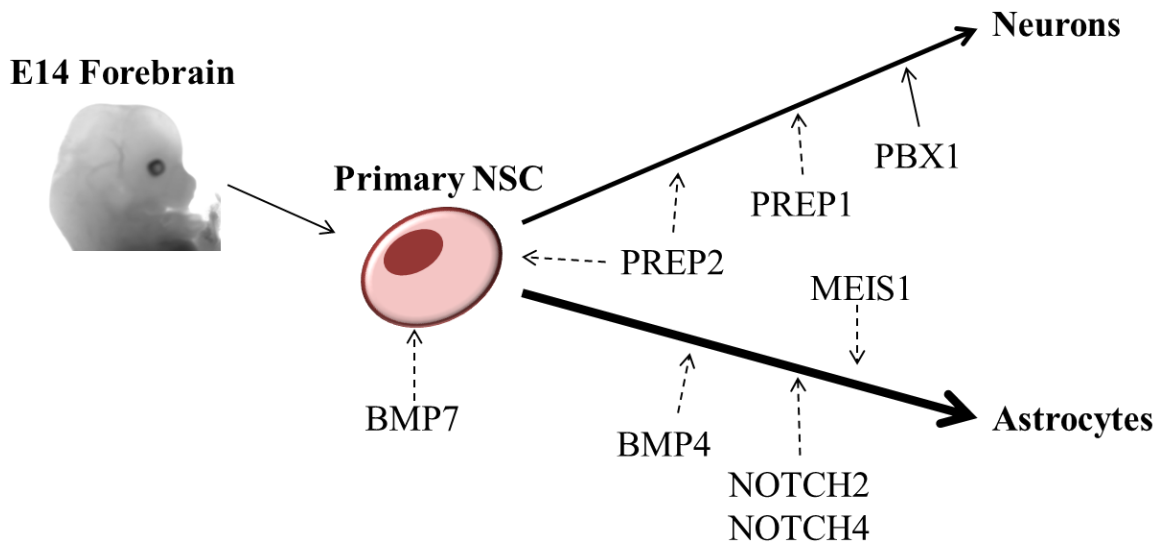 Neurons
E14 Forebrain
PBX1
Primary NSC
PREP1
PREP2
MEIS1
BMP7
BMP4
Astrocytes
NOTCH2
NOTCH4